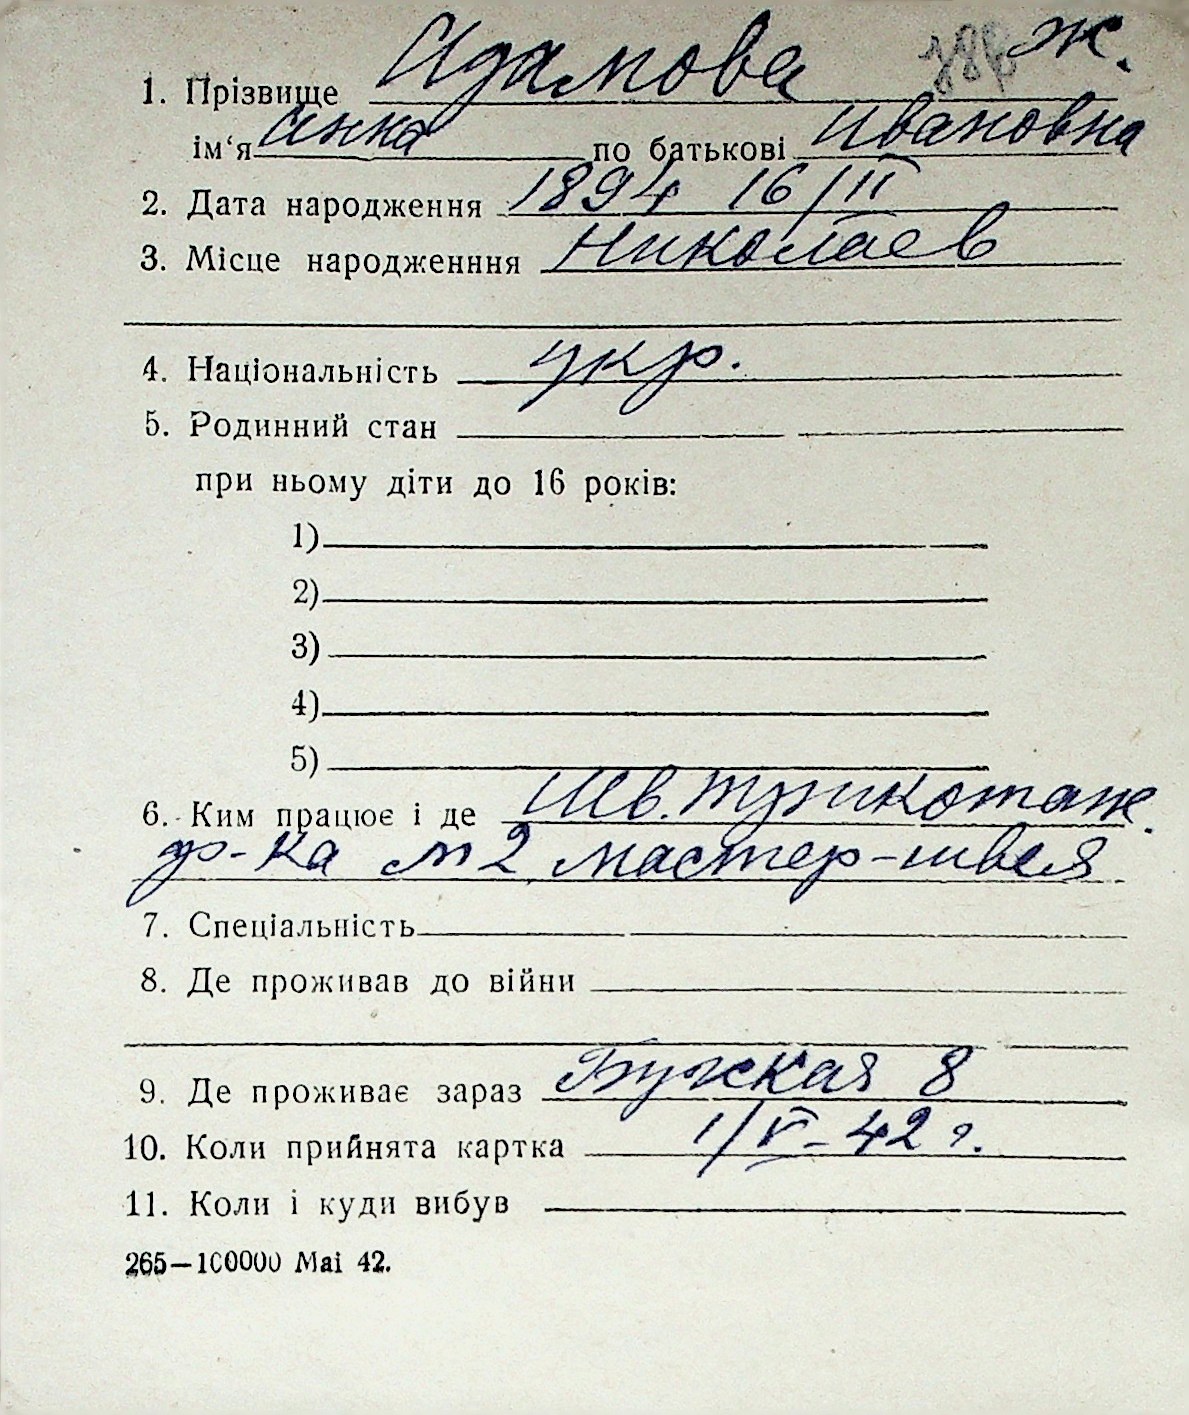 ж.
1. Прізвище Адамова
ім‘я Анна по батькові Ивановна
2. Дата народження 1894 16/II
3. Місце народженння Николаев
4. Національність укр.
5. Родинний стан
при ньому діти до 16 років:
1)
2)
3)
4)
5)
6. Ким працює і де Шв. трикотаж.
ф-ка № 2, мастер-швея
7. Спеціальність
8. Де проживав до війни
9. Де проживає зараз Бужская 8
10. Коли прийнята картка 1/V-42 г.
11. Коли і куди вибув
265—100000 Mai 42.